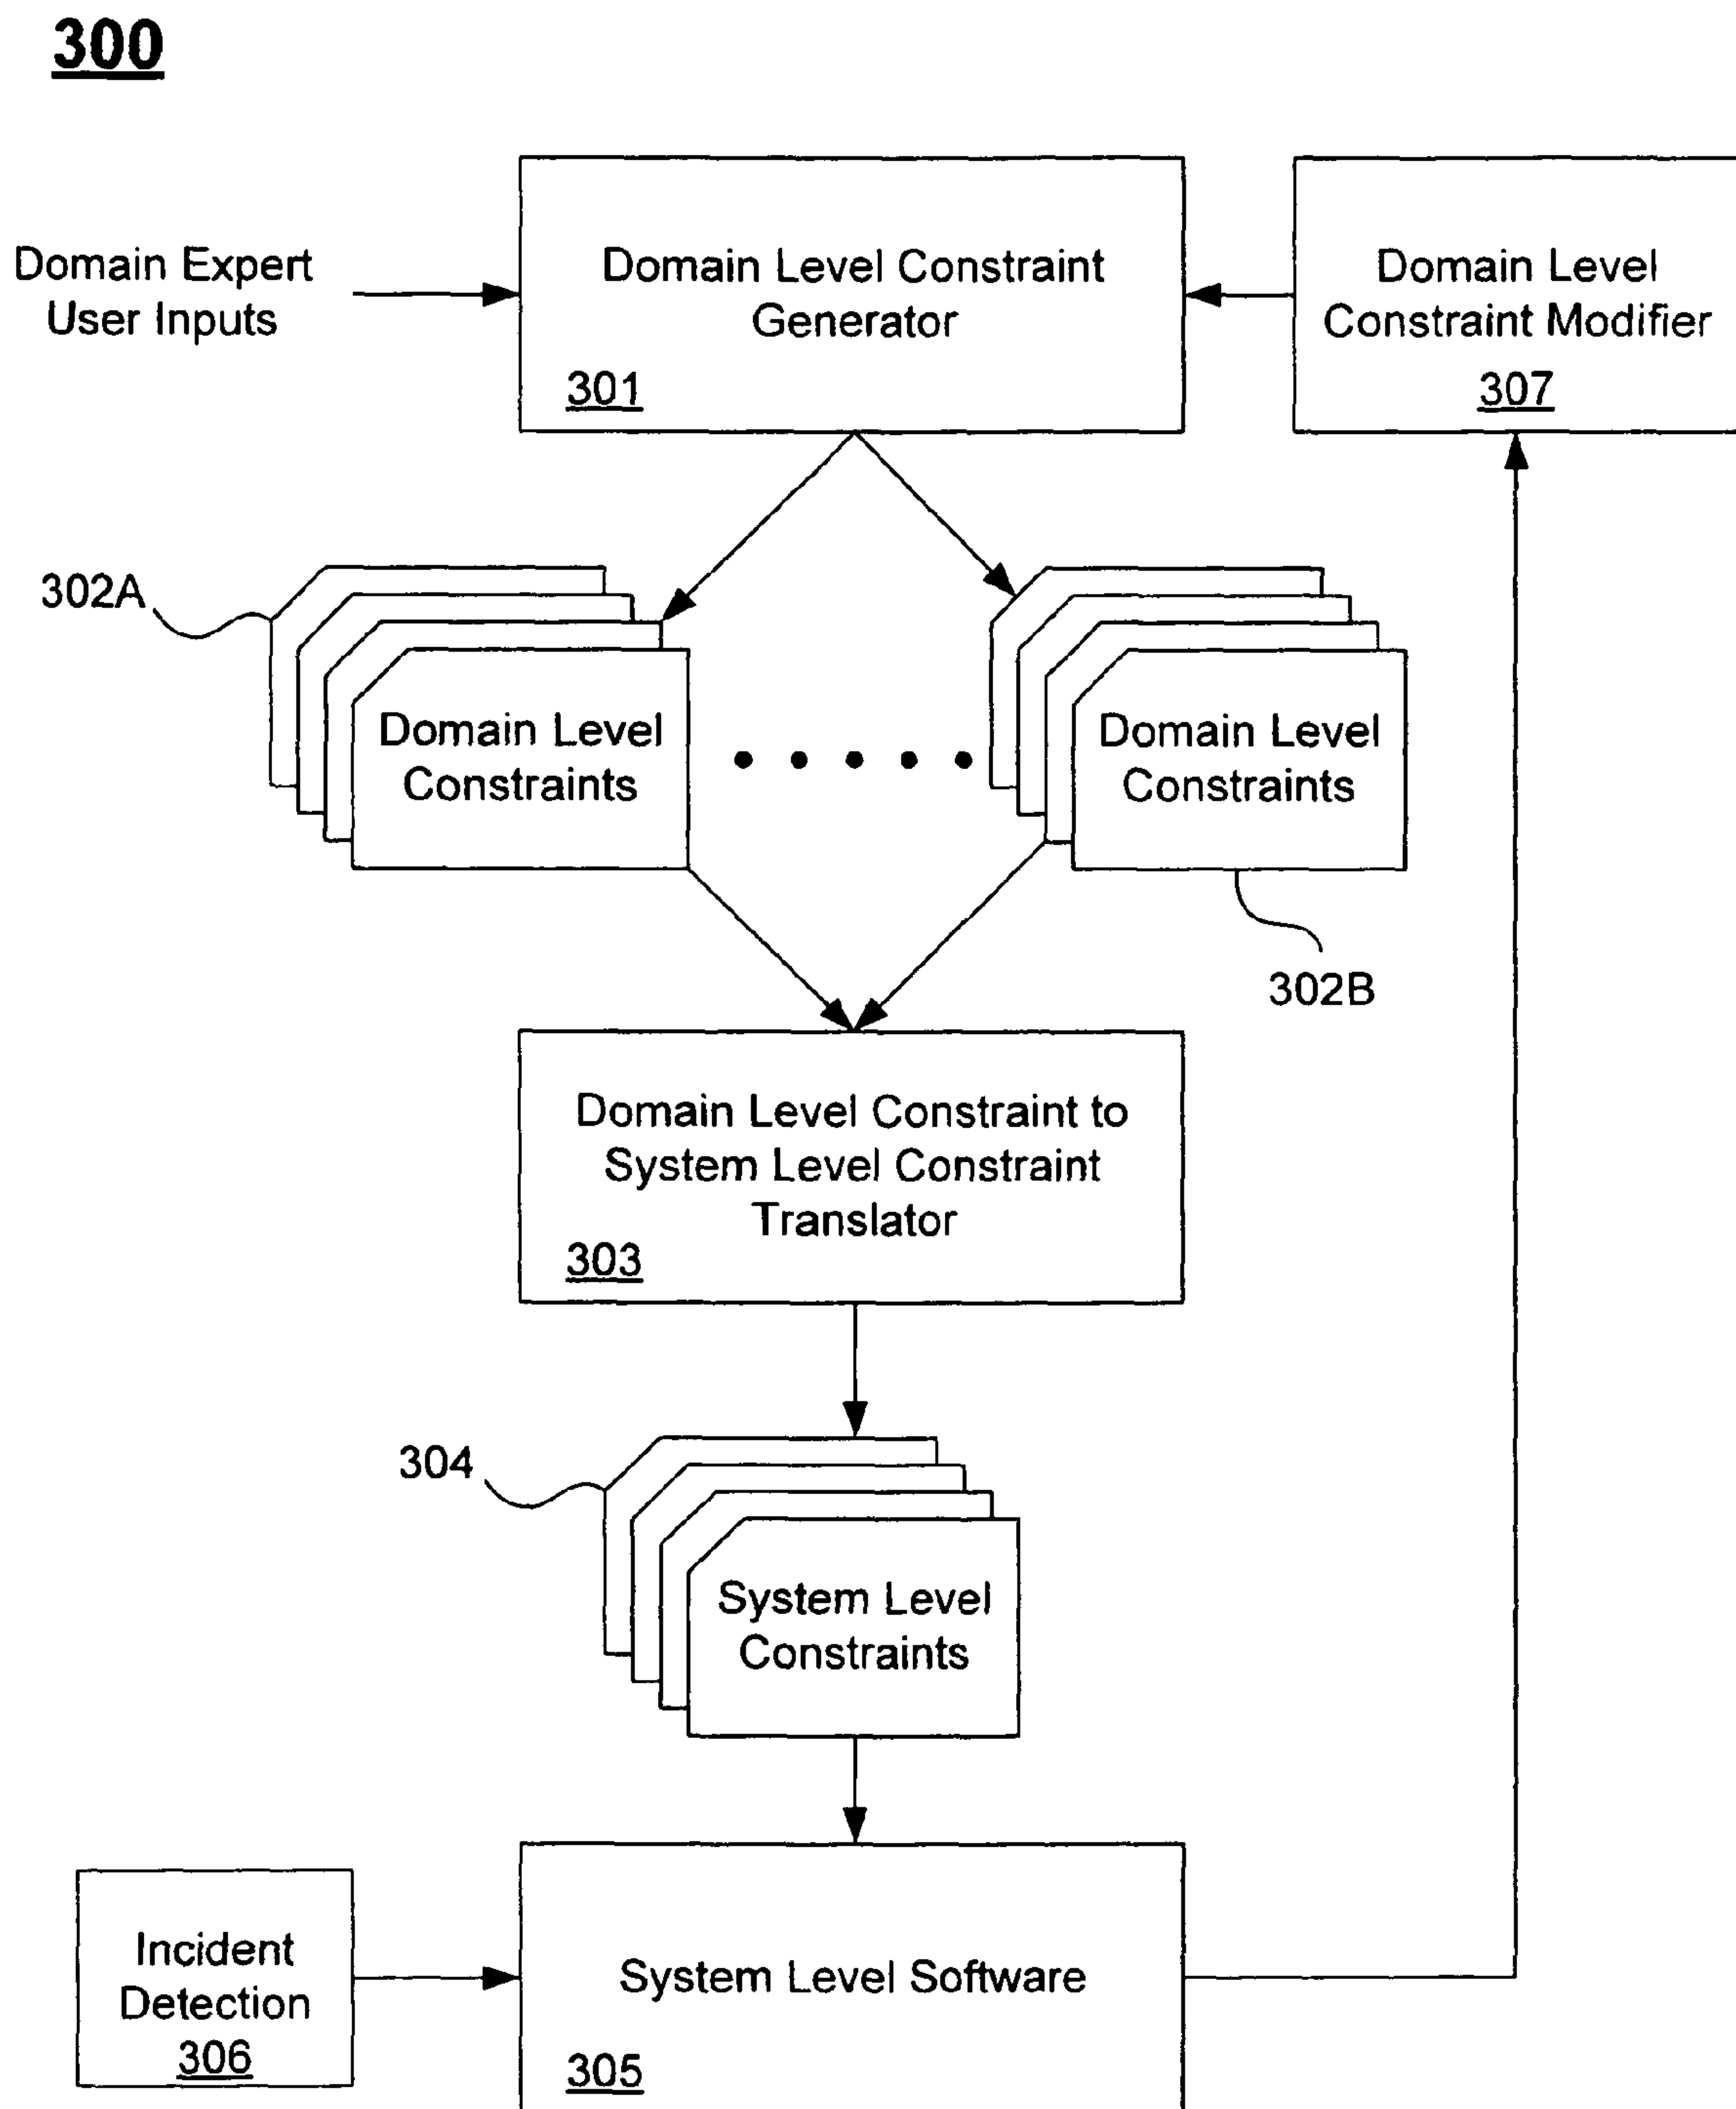 300
Domain Expert
User Inputs
Domain Level Constraint
Generator
301
Domain Level
Constraint Modifier
307
302A
Domain Level
Constraints
Domain Level
Constraints
302B
Domain Level Constraint to
System Level Constraint
Translator
303
304
System Level
Constraints
Incident
Detection
306
System Level Software
305